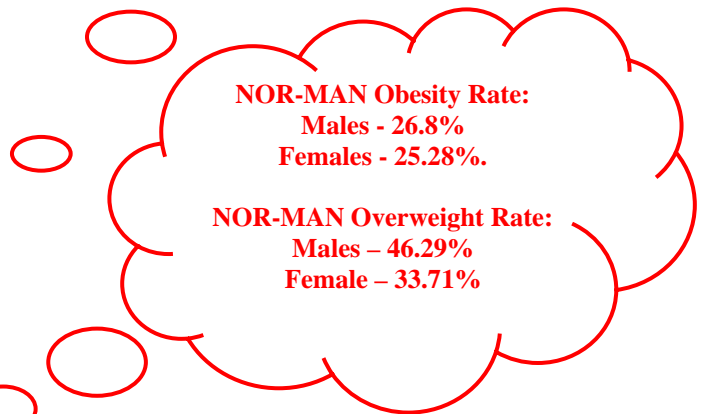 NOR-MAN Obesity Rate:
Males - 26.8%
Females - 25.28%.
NOR-MAN Overweight Rate:
Males – 46.29%
Female – 33.71%